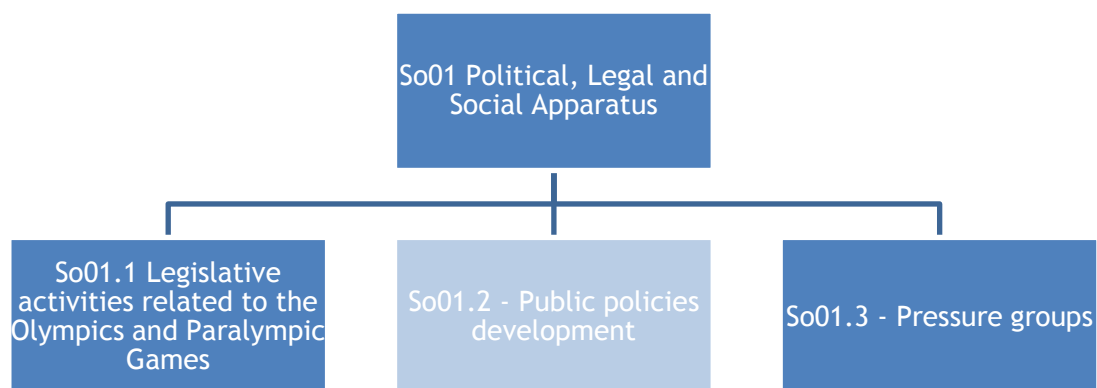 So01 Political, Legal and
Social Apparatus
So01.1 Legislative
activities related to the
Olympics and Paralympic
Games
So01.2 - Public policies
development
So01.3 - Pressure groups